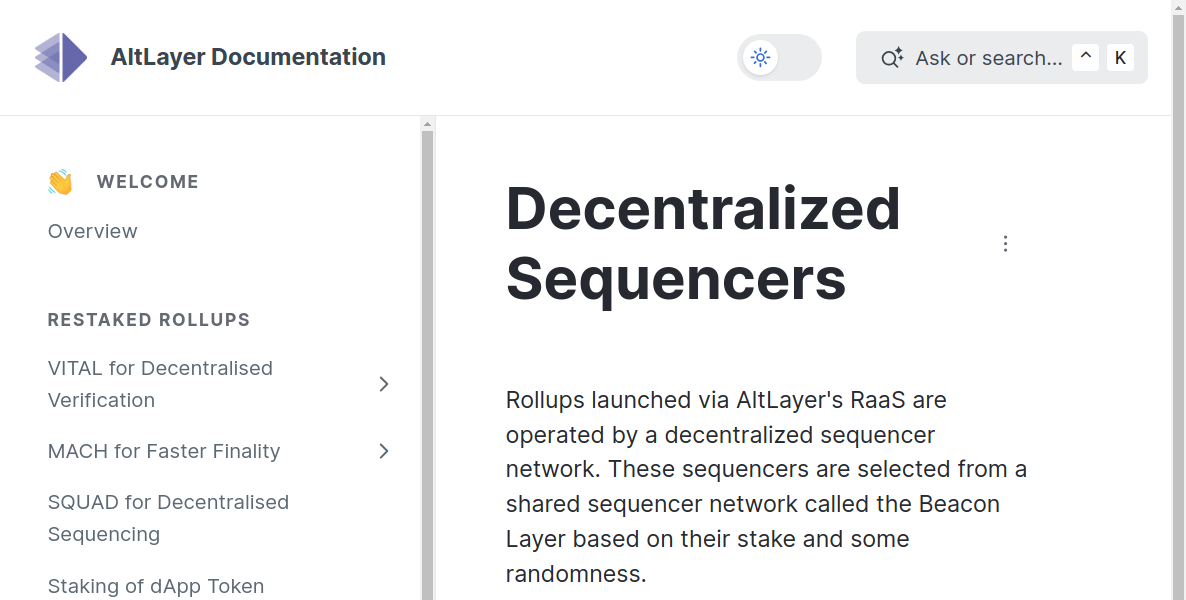 AltLayer Documentation
Ask or search... ^ K
WELCOME
Overview
RESTAKED ROLLUPS
VITAL for Decentralised
Verification
MACH for Faster Finality
SQUAD for Decentralised
Sequencing
Staking of dApp Token
Decentralized
Sequencers
Rollups launched via AltLayer's RaaS are
operated by a decentralized sequencer
network. These sequencers are selected from a
shared sequencer network called the Beacon
Layer based on their stake and some
randomness.